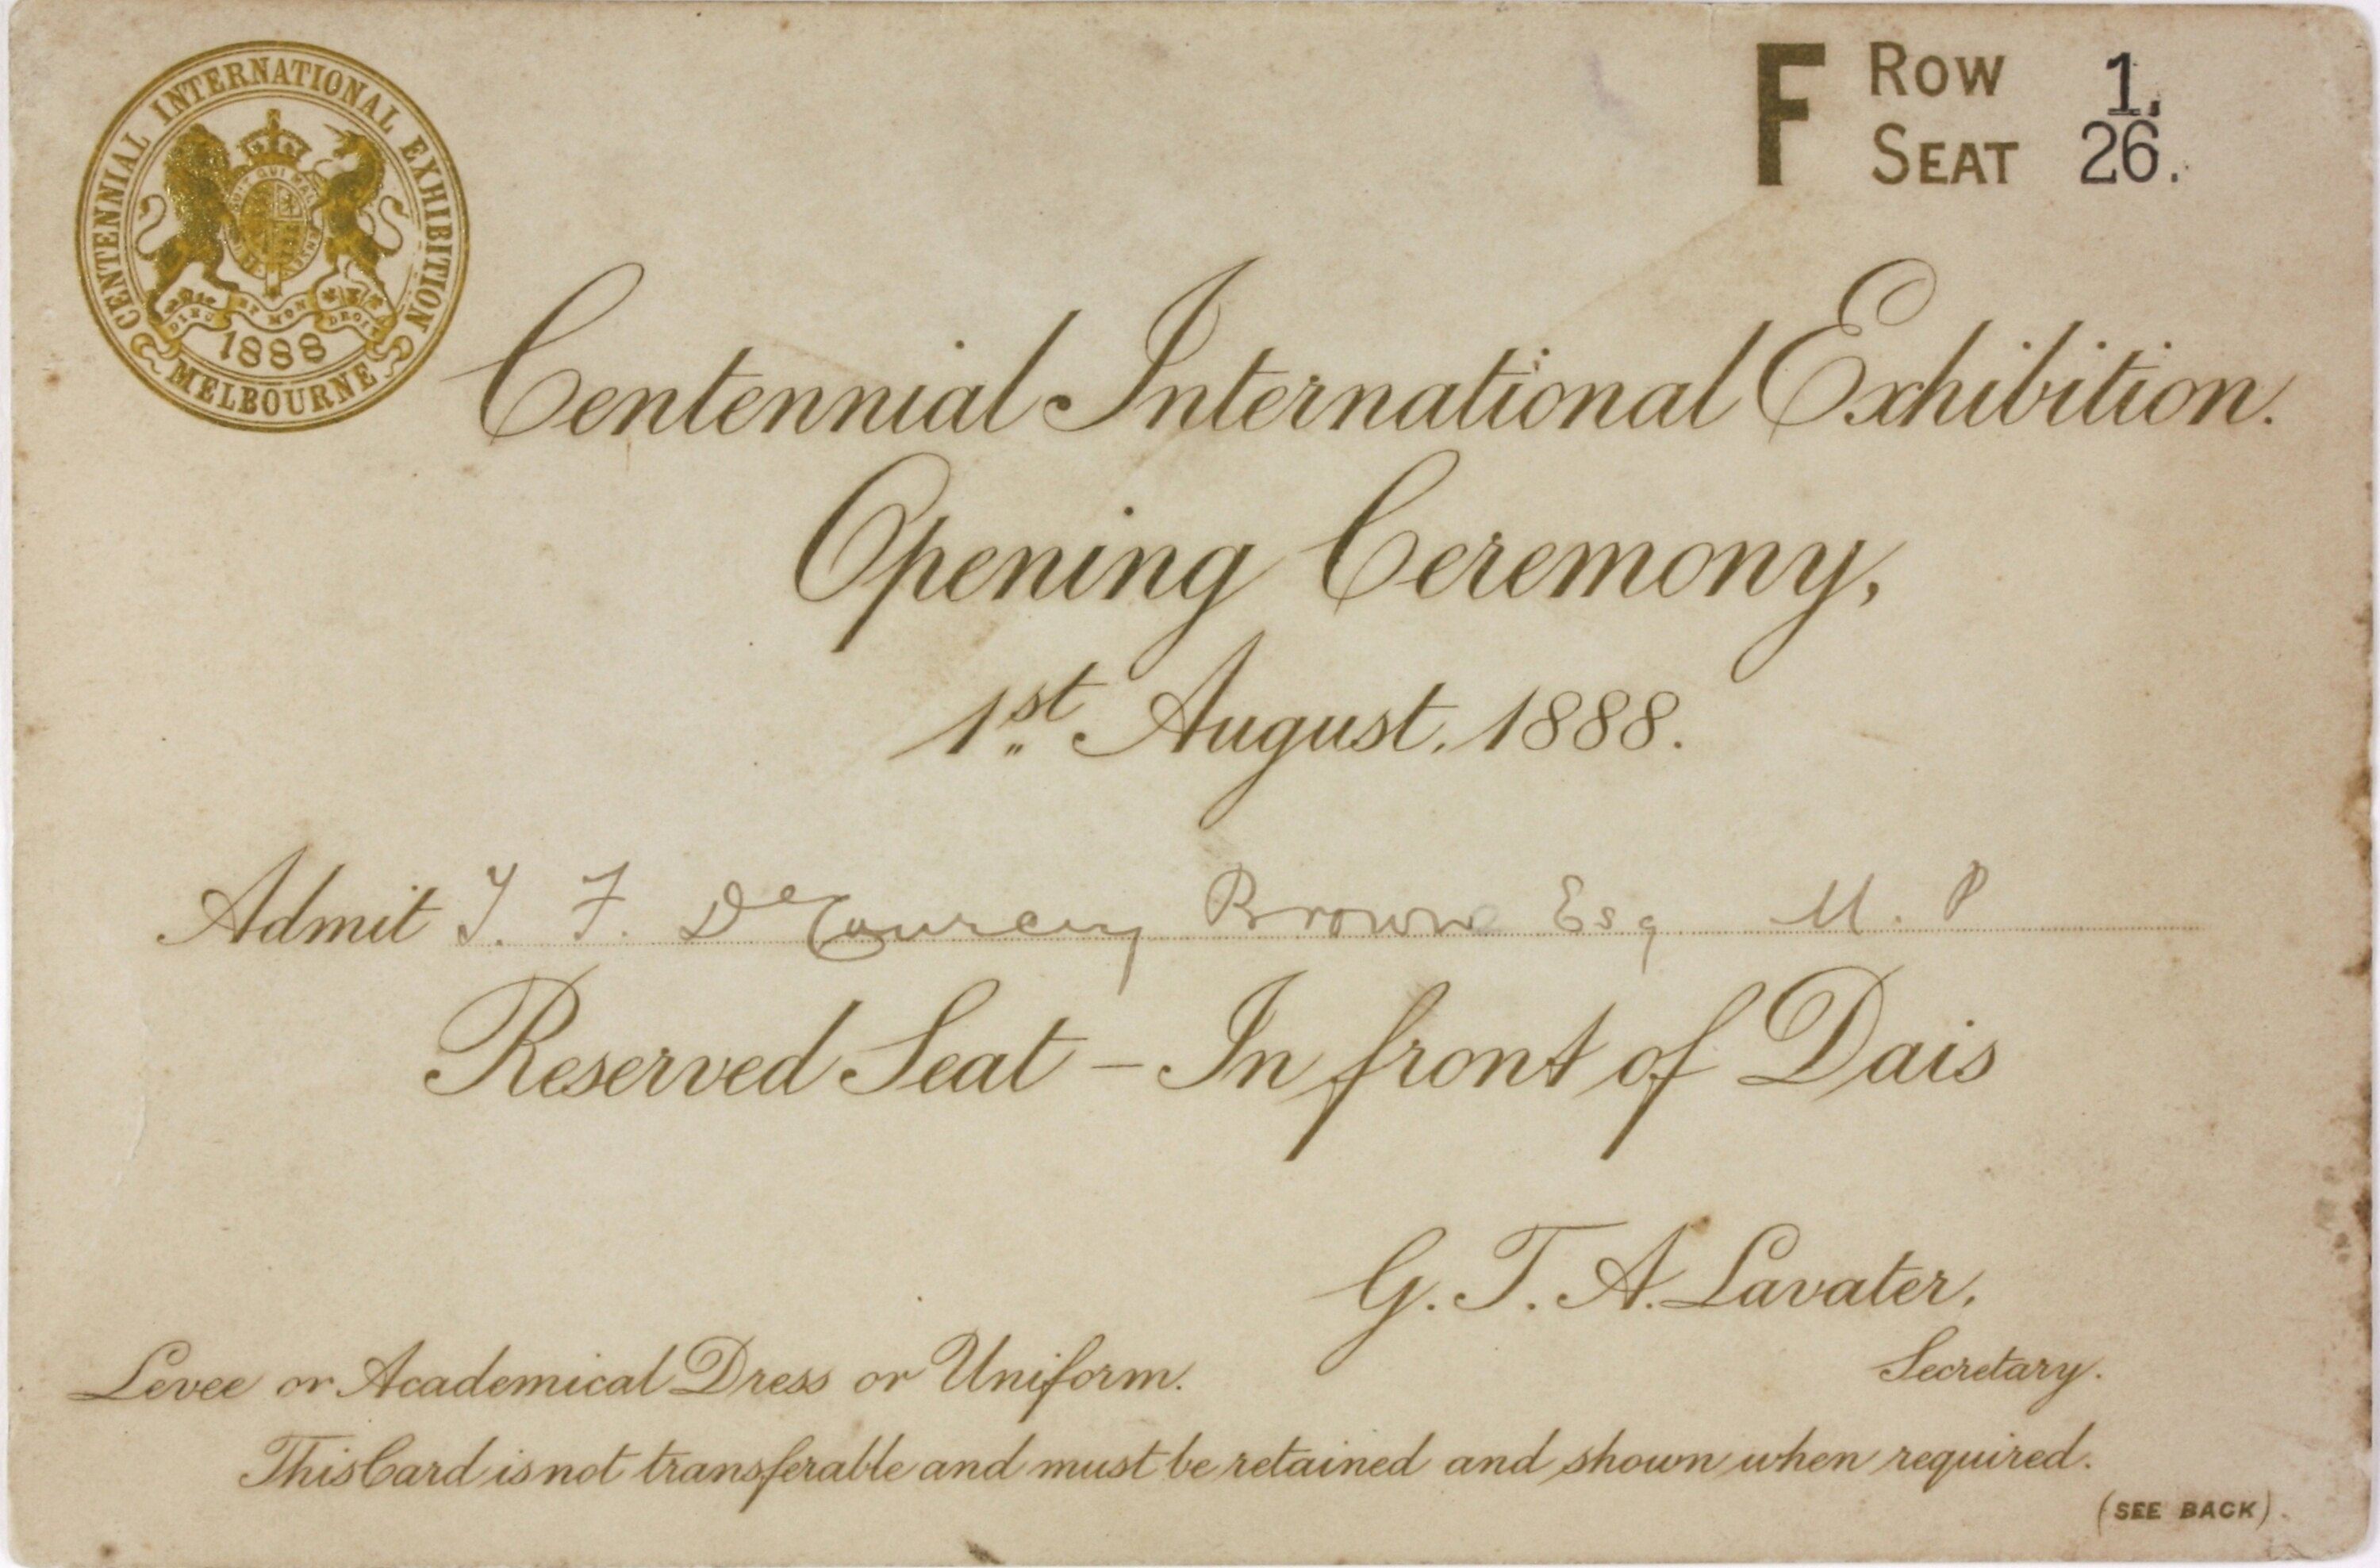 CENTENNIAL INTERNATIONAL EXHIBITION
DIEU ET MON DROIT
1888
MELBOURNE
F Row 1.
SEAT 26.
Centennial International Exhibition.
Opening Ceremony,
1st August, 1888.
Admit J. F. De Courcy Brown Esq M. P
Reserved Seat – In front of Dais
G. T. A. Lavater,
Secretary.
Levee or Academical Dress or Uniform.
This Card is not transferable and must be retained and shown when required.
(SEE BACK).